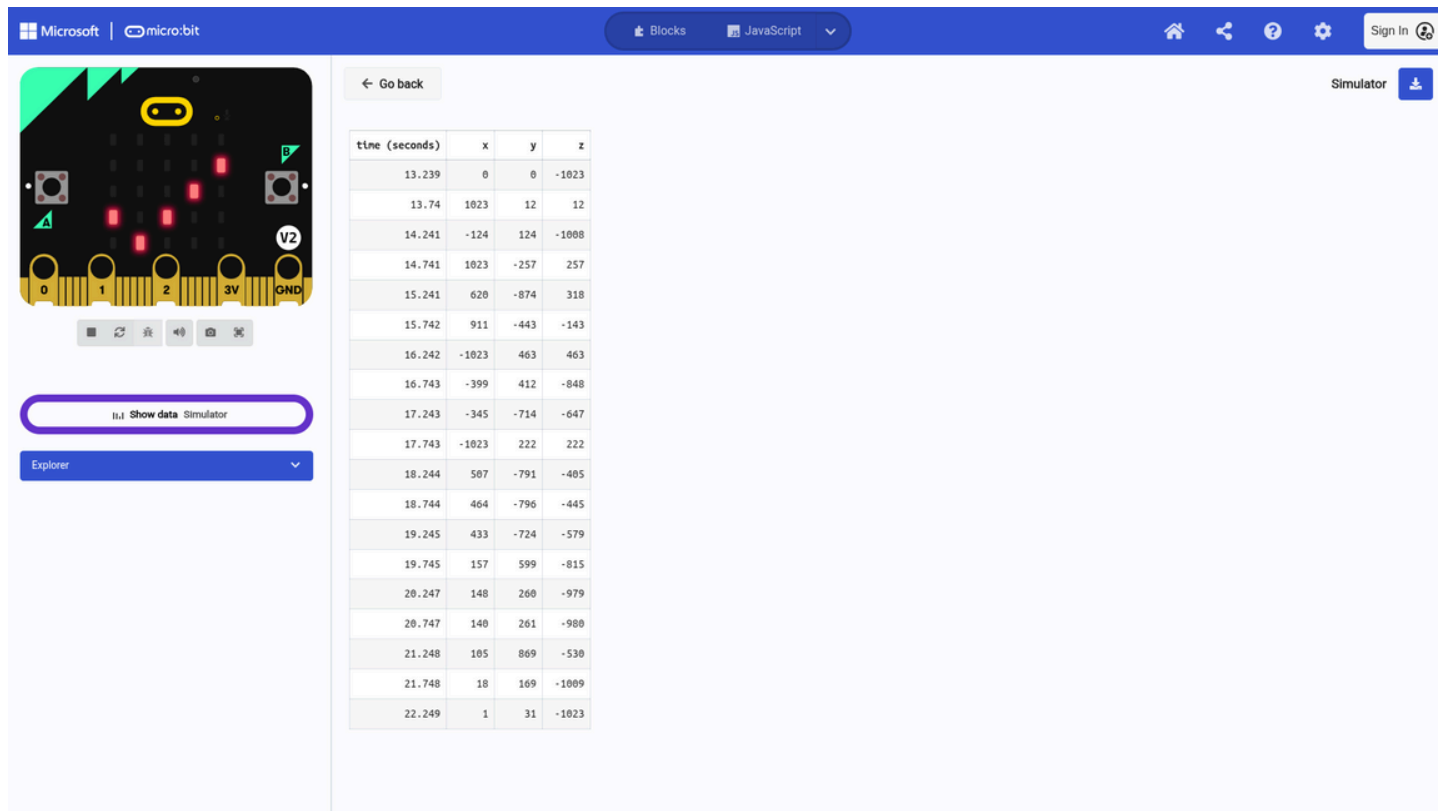 Microsoft | micro:bit Blocks JavaScript Sign In
Go back Simulator
B
A
V2
0 1 2 3V GND
Show data Simulator
Explorer
time (seconds) x y z
13.239 0 0 -1023
13.74 1023 12 12
14.241 -124 124 -1008
14.741 1023 -257 257
15.241 620 -874 318
15.742 911 -443 -143
16.242 -1023 463 463
16.743 -399 412 -848
17.243 -345 -714 -647
17.743 -1023 222 222
18.244 507 -791 -405
18.744 464 -796 -445
19.245 433 -724 -579
19.745 157 599 -815
20.247 148 260 -979
20.747 140 261 -980
21.248 105 869 -530
21.748 18 169 -1009
22.249 1 31 -1023